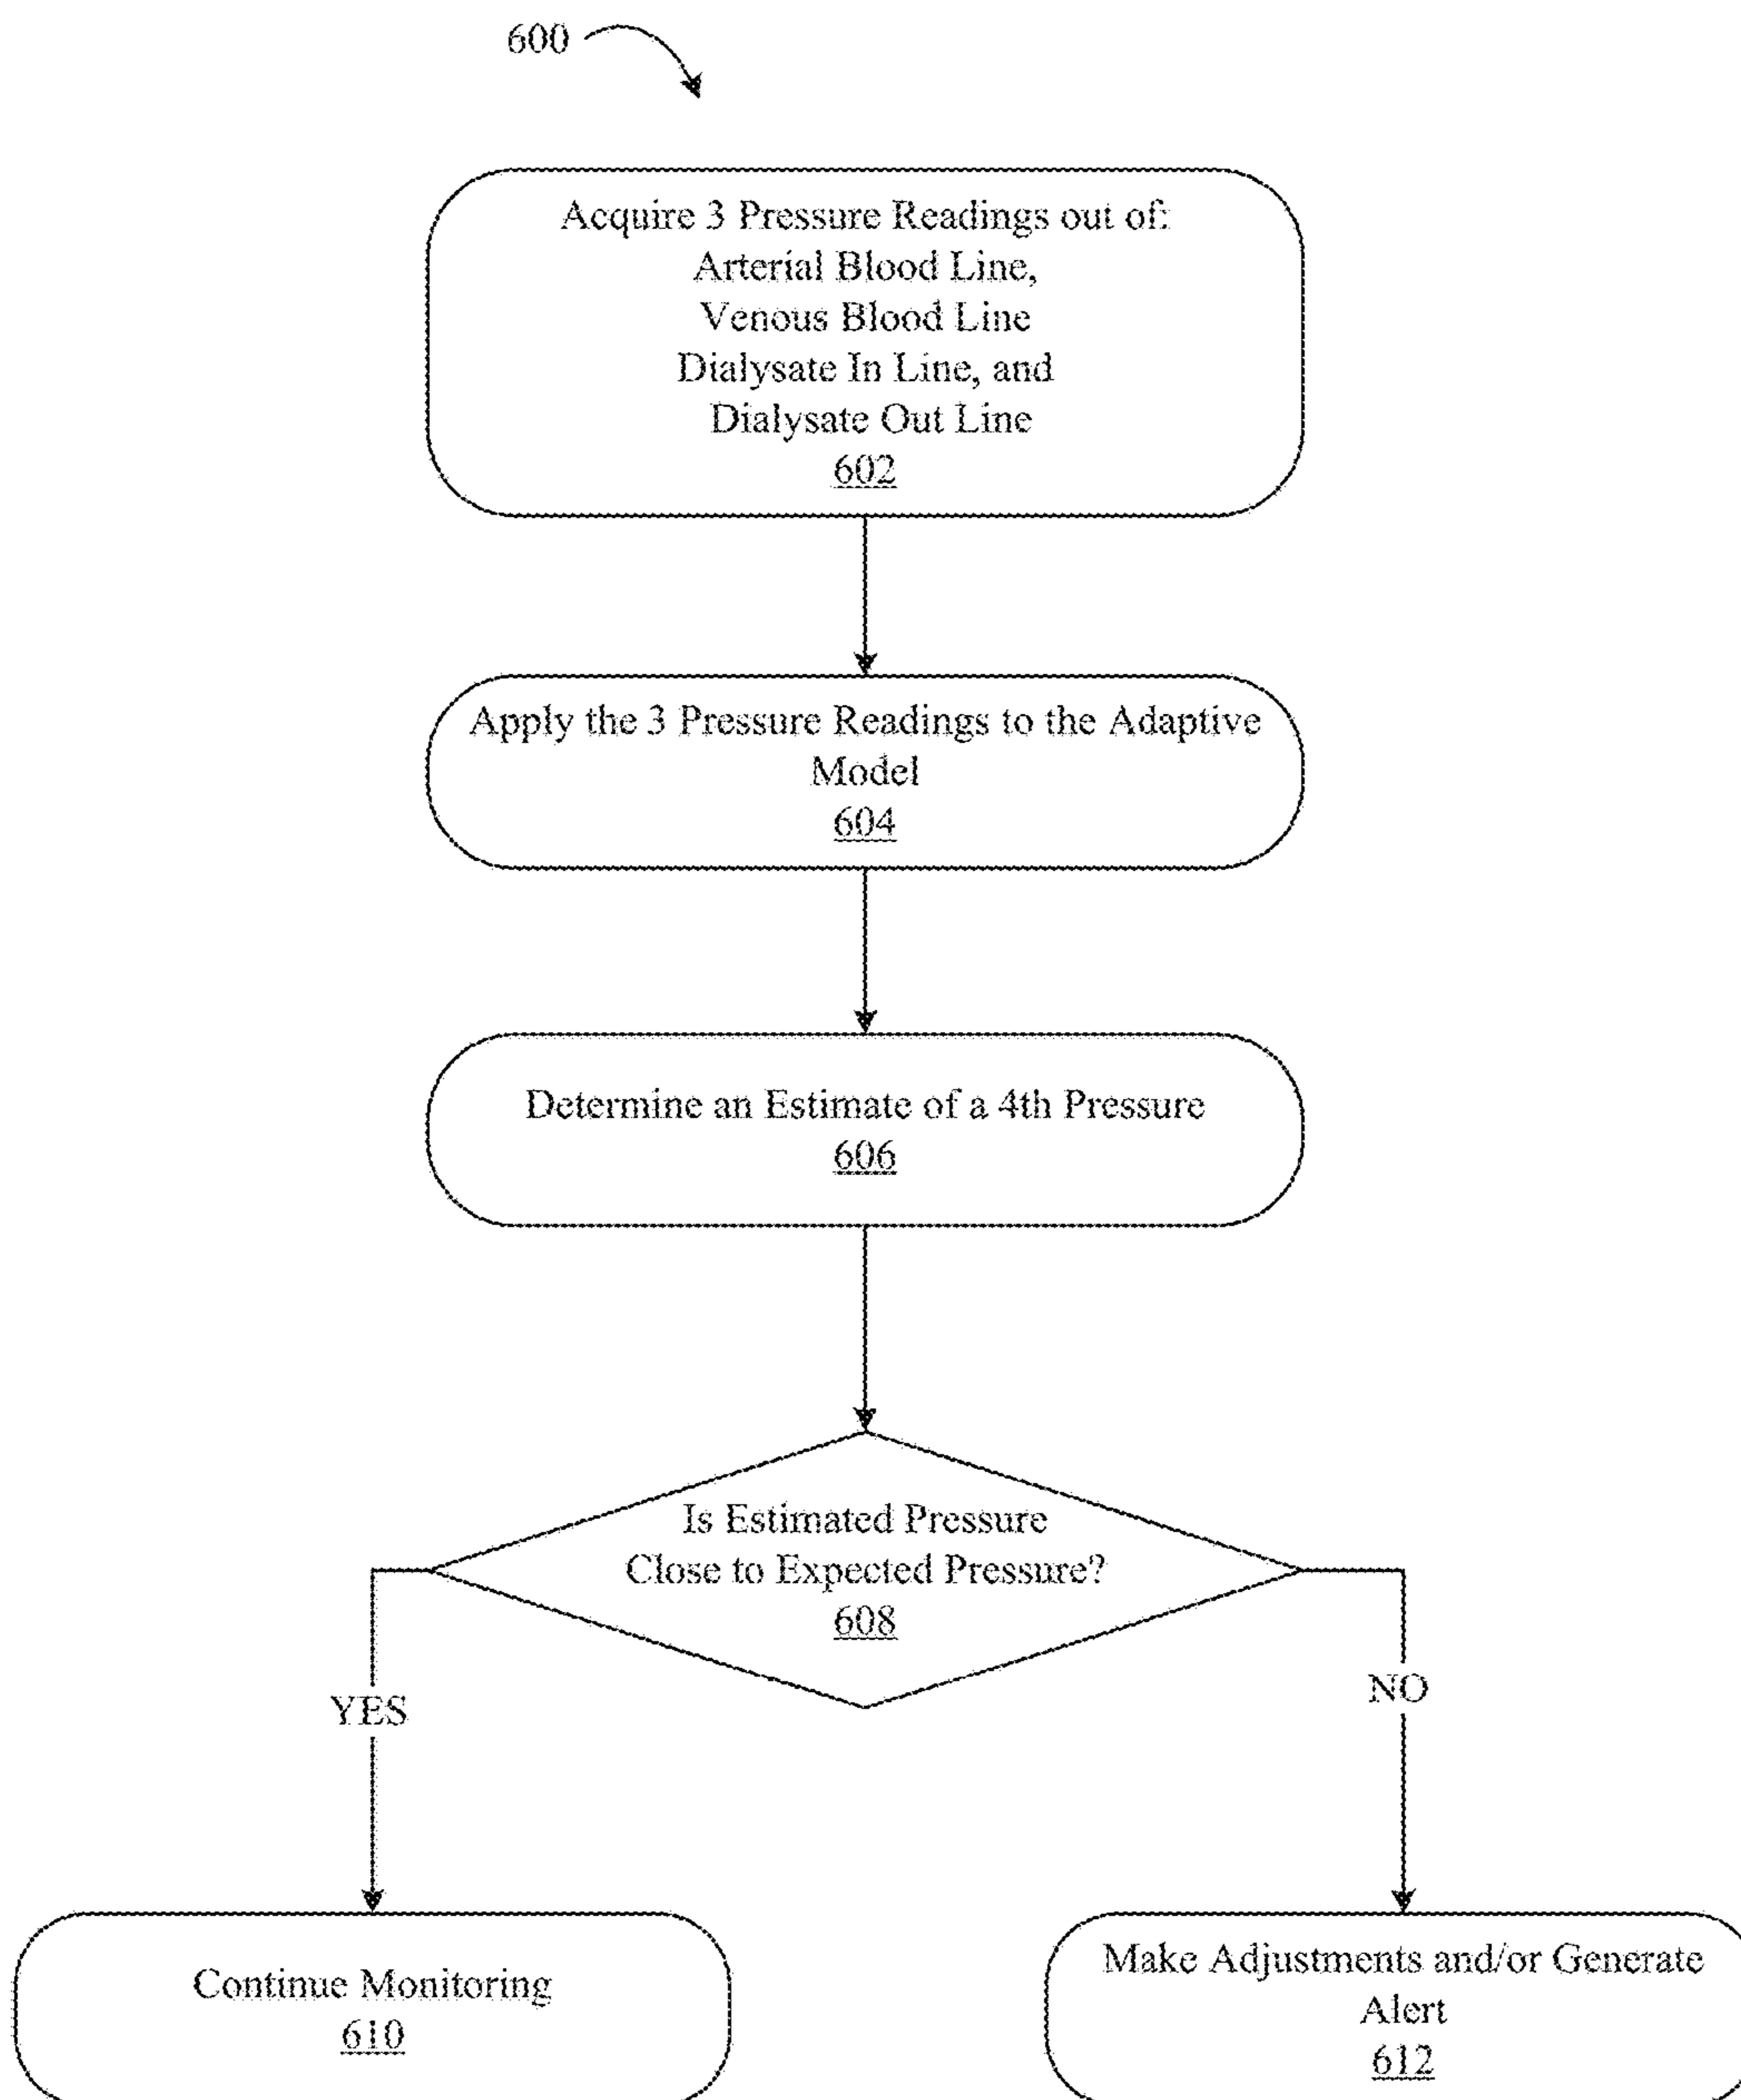 600
Acquire 3 Pressure Readings out of:
Arterial Blood Line,
Venous Blood Line
Dialysate In Line, and
Dialysate Out Line
602
Apply the 3 Pressure Readings to the Adaptive
Model
604
Determine an Estimate of a 4th Pressure
606
Is Estimated Pressure
Close to Expected Pressure?
608
YES
NO
Continue Monitoring
610
Make Adjustments and/or Generate
Alert
612